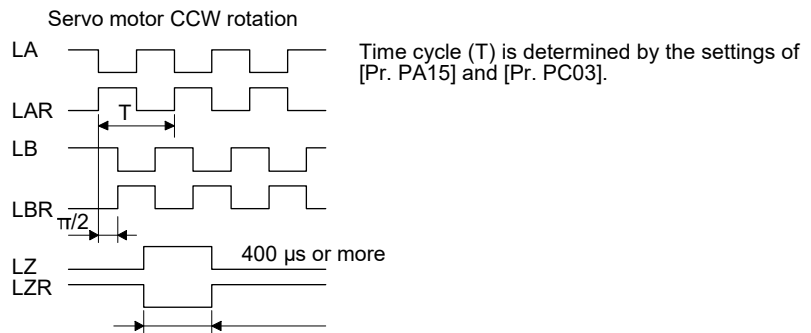 Servo motor CCW rotation
LA
Time cycle (T) is determined by the settings of
[Pr. PA15] and [Pr. PC03].
LAR
T
LB
LBR
π/2
400 µs or more
LZ
LZR